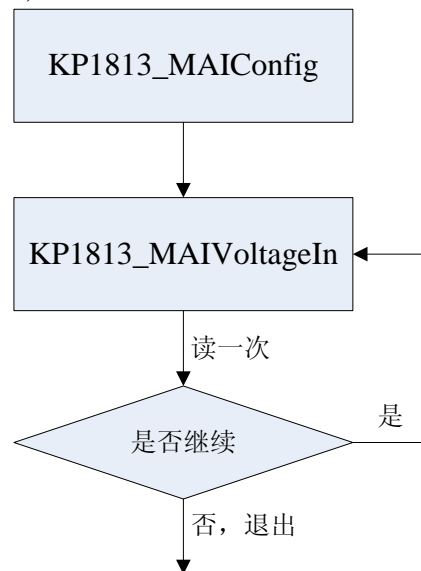 KP1813_MAIConfig
KP1813_MAIVoltageIn
读一次
是否继续
是
否，退出